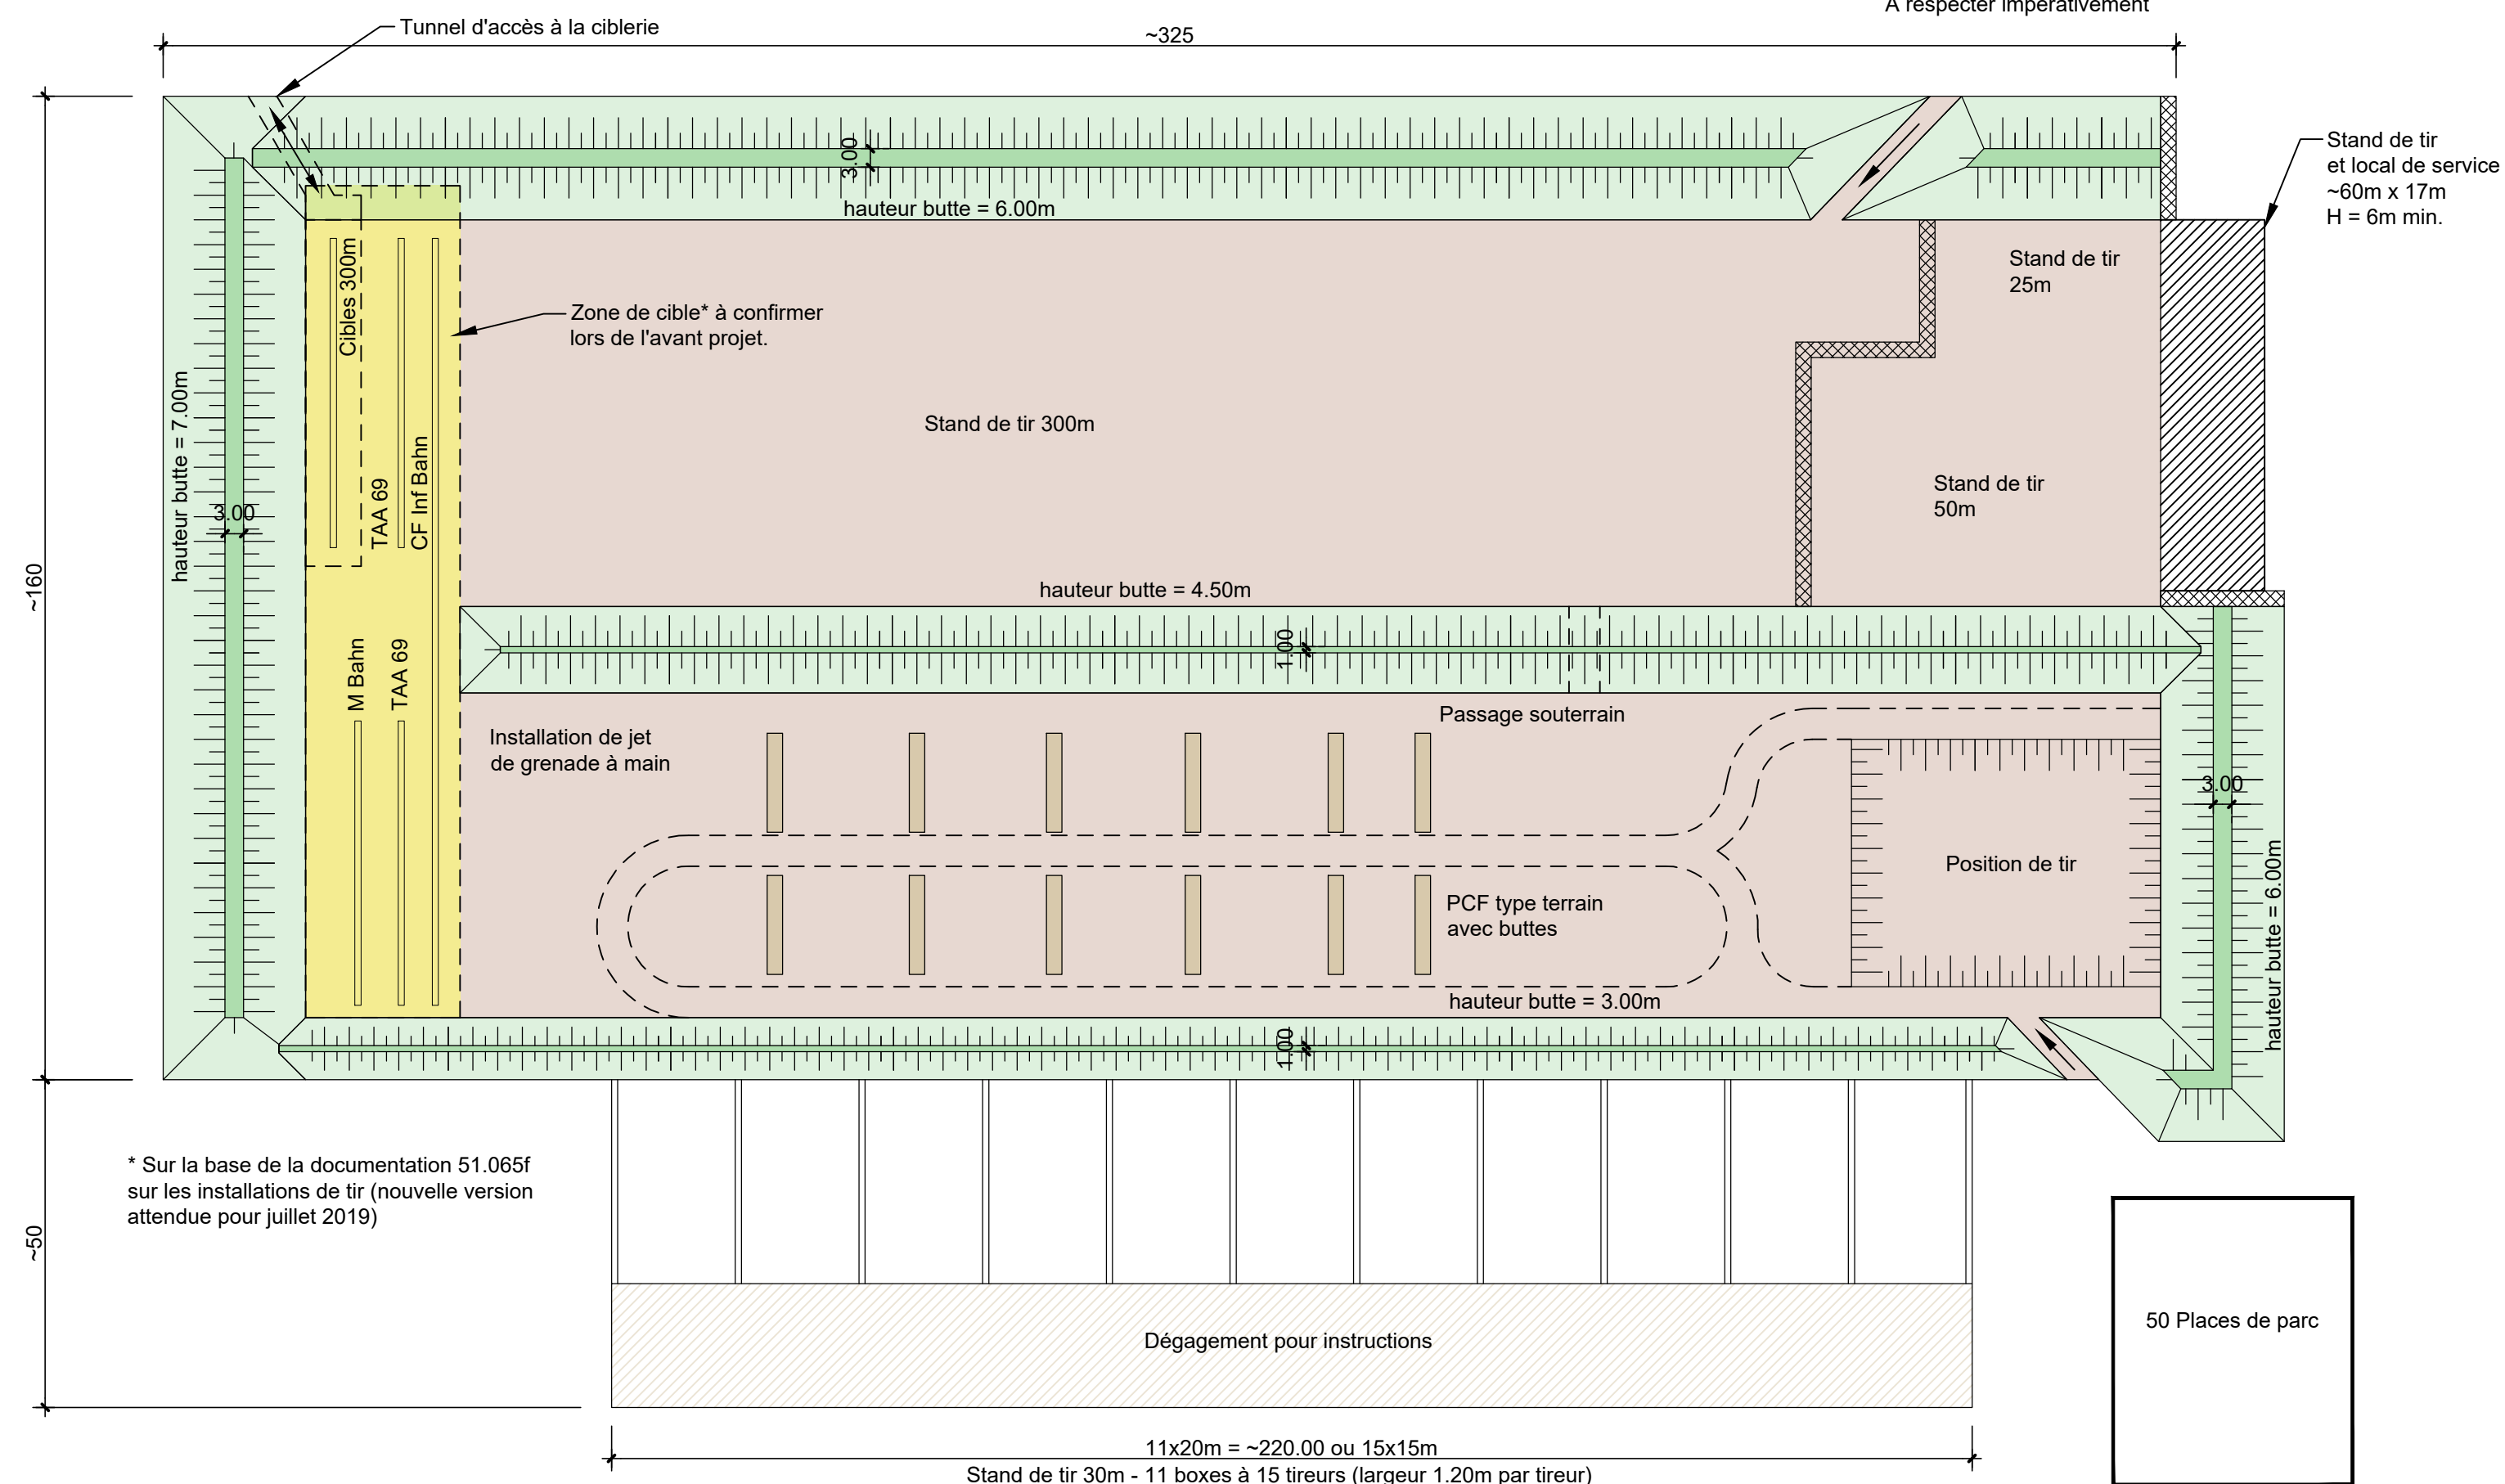 A respecter impérativement
Tunnel d'accès à la ciblerie
~325
Stand de tir
et local de service
~60m x 17m
H = 6m min.
3.00
hauteur butte = 6.00m
Stand de tir
25m
Cibles 300m
Zone de cible* à confirmer
lors de l'avant projet.
Stand de tir 300m
hauteur butte = 7.00m
3.00
TAA 69
CF Inf Bahn
Stand de tir
50m
~160
hauteur butte = 4.50m
1.00
M Bahn
TAA 69
Passage souterrain
Installation de jet
de grenade à main
3.00
Position de tir
PCF type terrain
avec buttes
hauteur butte = 6.00m
hauteur butte = 3.00m
1.00
* Sur la base de la documentation 51.065f
sur les installations de tir (nouvelle version
attendue pour juillet 2019)
~50
50 Places de parc
Dégagement pour instructions
11x20m = ~220.00 ou 15x15m
Stand de tir 30m - 11 boxes à 15 tireurs (largeur 1.20m par tireur)